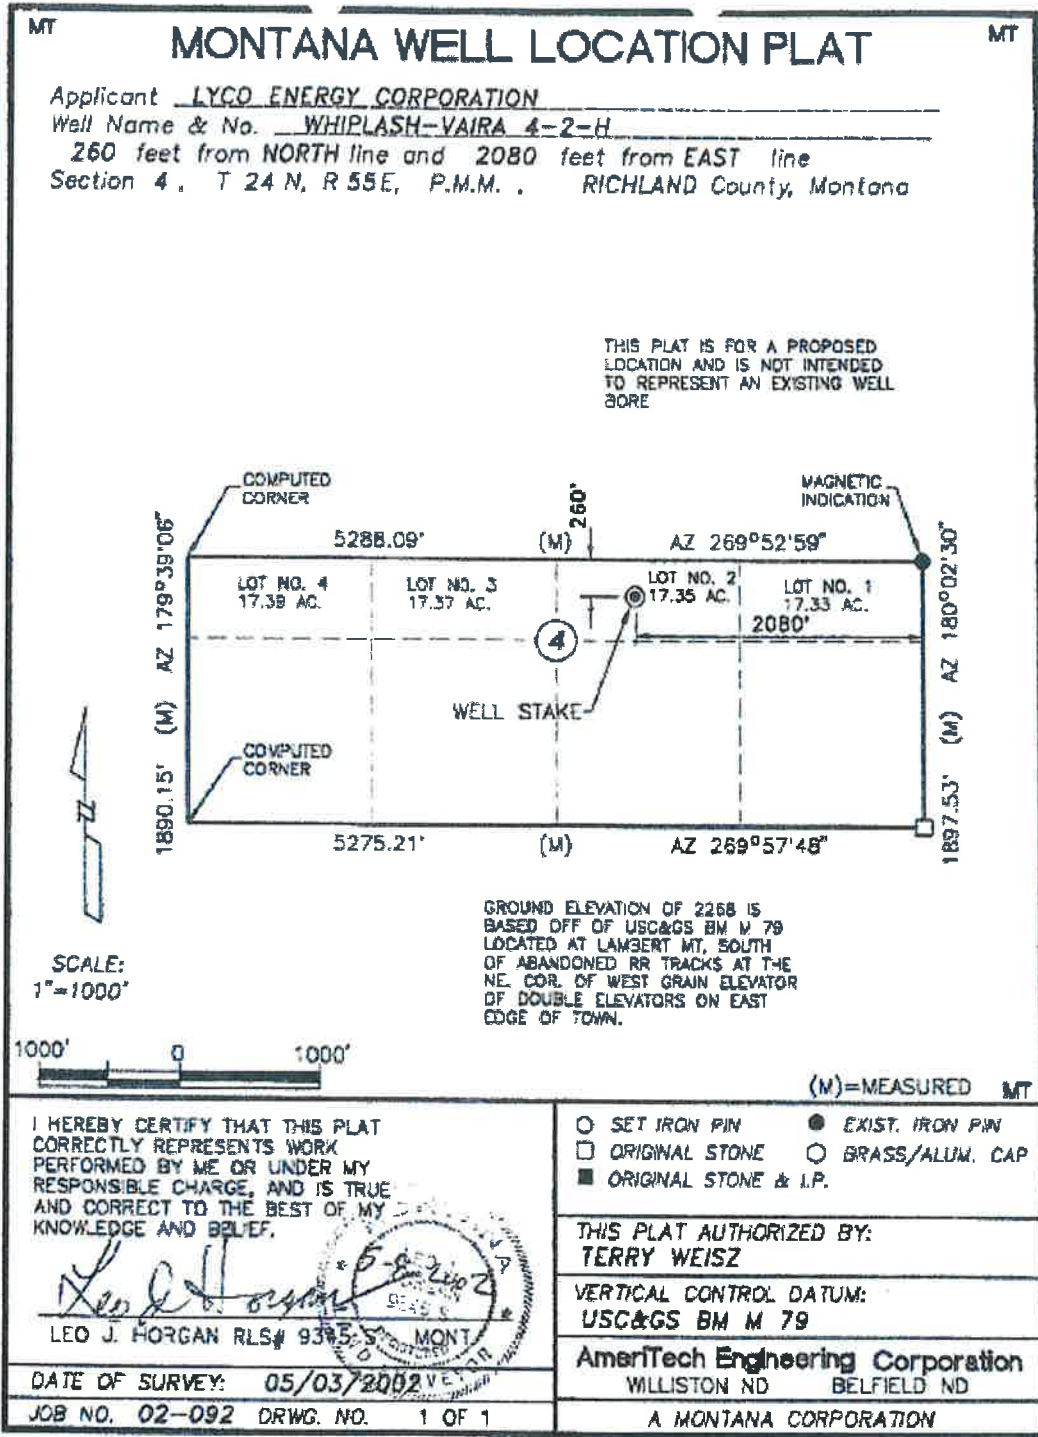 MT
MT
MONTANA WELL LOCATION PLAT
Applicant LYCO ENERGY CORPORATION
Well Name & No. WHIPLASH-VAIRA 4-2-H
260 feet from NORTH line and 2080 feet from EAST line
Section 4, T 24 N, R 55E, P.M.M., RICHLAND County, Montana
THIS PLAT IS FOR A PROPOSED
LOCATION AND IS NOT INTENDED
TO REPRESENT AN EXISTING WELL
BORE
COMPUTED
CORNER
MAGNETIC
INDICATION
260'
5288.09' (M) AZ 269°52'59"
1890.15' (M) AZ 179°39'06"
1897.53' (M) AZ 180°02'30"
LOT NO. 4
17.39 AC.
LOT NO. 3
17.37 AC.
LOT NO. 2
17.35 AC.
LOT NO. 1
17.33 AC.
2080'
4
WELL STAKE
COMPUTED
CORNER
5275.21' (M) AZ 269°57'48"
N
GROUND ELEVATION OF 2268 IS
BASED OFF OF USC&GS BM M 79
LOCATED AT LAMBERT MT, SOUTH
OF ABANDONED RR TRACKS AT THE
NE. COR. OF WEST GRAIN ELEVATOR
OF DOUBLE ELEVATORS ON EAST
EDGE OF TOWN.
SCALE:
1"=1000'
1000' 0 1000'
(M)=MEASURED MT
I HEREBY CERTIFY THAT THIS PLAT
CORRECTLY REPRESENTS WORK
PERFORMED BY ME OR UNDER MY
RESPONSIBLE CHARGE, AND IS TRUE
AND CORRECT TO THE BEST OF MY
KNOWLEDGE AND BELIEF.
Leo J Horgan
LEO J. HORGAN RLS# 9345 S MONT
DATE OF SURVEY: 05/03/2002
JOB NO. 02-092 DRWG. NO. 1 OF 1
SET IRON PIN
EXIST. IRON PIN
ORIGINAL STONE
BRASS/ALUM. CAP
ORIGINAL STONE & I.P.
THIS PLAT AUTHORIZED BY:
TERRY WEISZ
VERTICAL CONTROL DATUM:
USC&GS BM M 79
AmeriTech Engineering Corporation
WILLISTON ND BELFIELD ND
A MONTANA CORPORATION